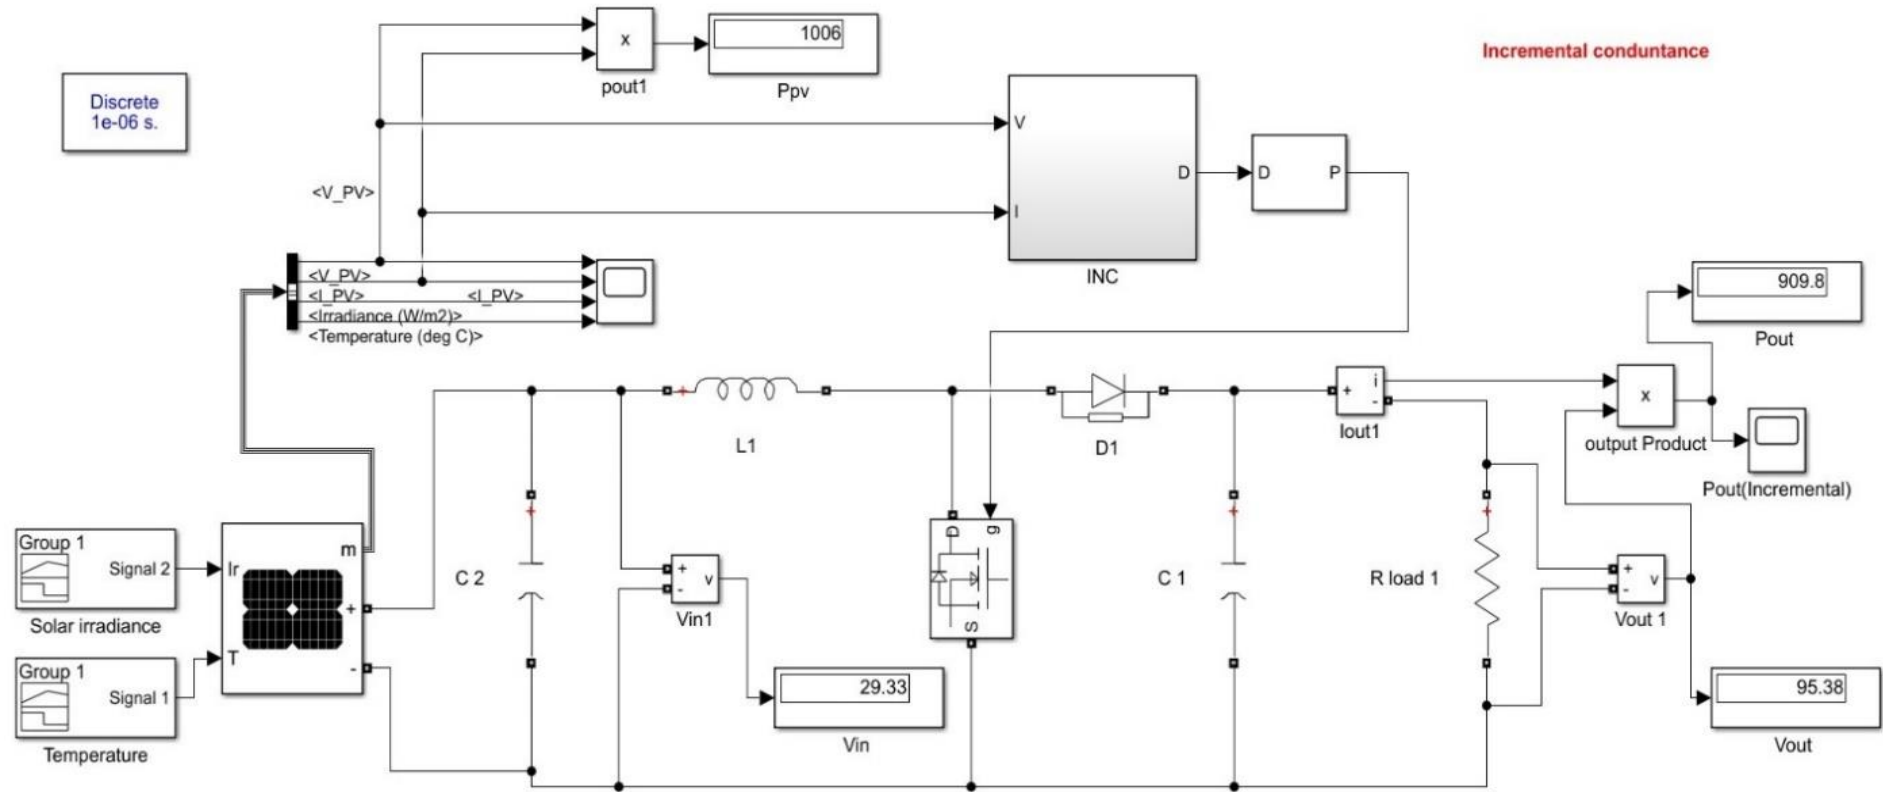 x
pout1
1006
Ppv
Incremental conduntance
Discrete
1e-06 s.
V
I
D
INC
D
P
<V_PV>
<V_PV>
<I_PV>
<I_PV>
<Irradiance (W/m2)>
<Temperature (deg C)>
909.8
Pout
+
L1
D1
+
i
-
Iout1
x
output Product
Pout(Incremental)
Group 1
Signal 2
Solar irradiance
Group 1
Signal 1
Temperature
Ir
T
m
+
-
+
C 2
+
-
v
Vin1
29.33
Vin
D
g
S
+
C 1
+
R load 1
+
-
v
Vout 1
95.38
Vout